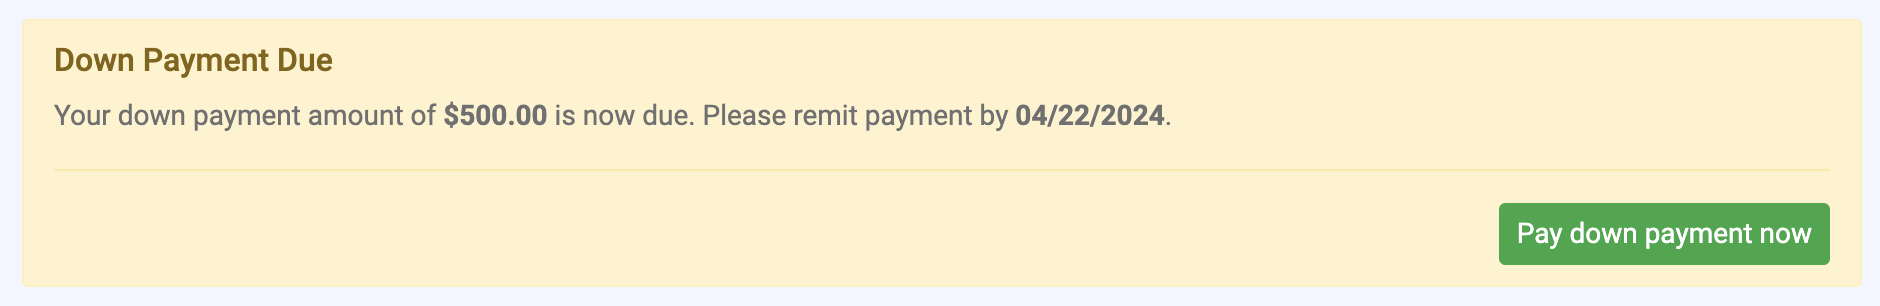 Down Payment Due
Your down payment amount of $500.00 is now due. Please remit payment by 04/22/2024.
Pay down payment now